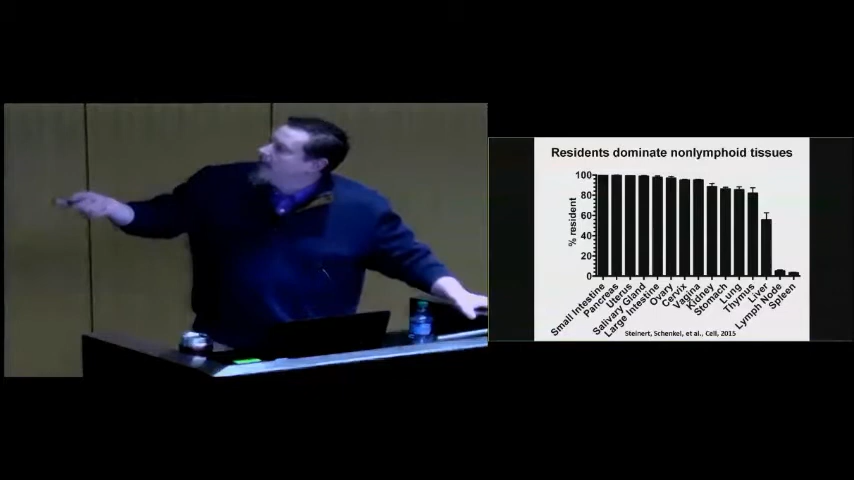 Residents dominate nonlymphoid tissues
100
80
60
40
20
0
% resident
Small Intestine
Pancreas
Uterus
Salivary Gland
Large Intestine
Ovary
Cervix
Vagina
Kidney
Stomach
Lung
Thymus
Liver
Lymph Node
Spleen
Steinert, Schenkel, et al., Cell, 2015